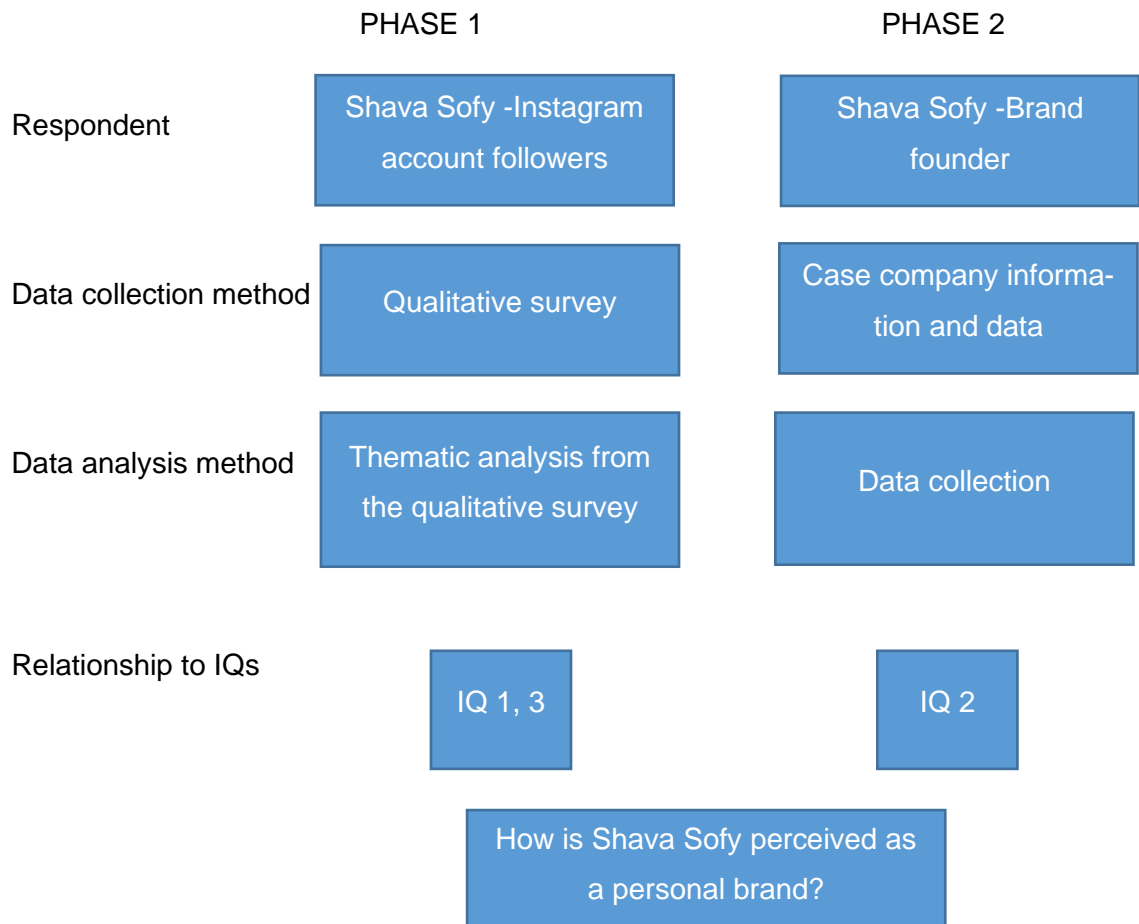 PHASE 1
PHASE 2
Respondent
Shava Sofy -Instagram
account followers
Shava Sofy -Brand
founder
Data collection method
Qualitative survey
Case company informa-
tion and data
Data analysis method
Thematic analysis from
the qualitative survey
Data collection
Relationship to IQs
IQ 1, 3
IQ 2
How is Shava Sofy perceived as
a personal brand?